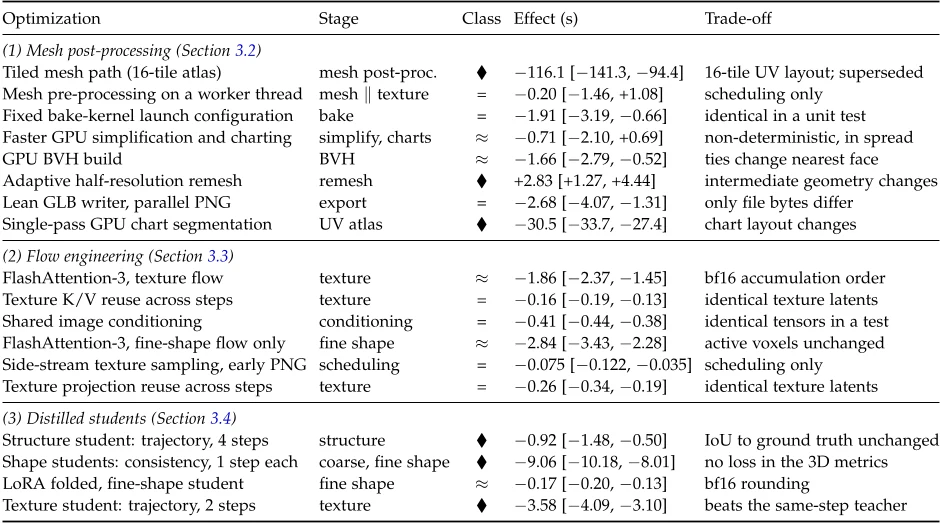 Optimization Stage Class Effect (s) Trade-off
(1) Mesh post-processing (Section 3.2)
Tiled mesh path (16-tile atlas) mesh post-proc. ♦ −116.1 [−141.3, −94.4] 16-tile UV layout; superseded
Mesh pre-processing on a worker thread mesh ∥ texture = −0.20 [−1.46, +1.08] scheduling only
Fixed bake-kernel launch configuration bake = −1.91 [−3.19, −0.66] identical in a unit test
Faster GPU simplification and charting simplify, charts ≈ −0.71 [−2.10, +0.69] non-deterministic, in spread
GPU BVH build BVH ≈ −1.66 [−2.79, −0.52] ties change nearest face
Adaptive half-resolution remesh remesh ♦ +2.83 [+1.27, +4.44] intermediate geometry changes
Lean GLB writer, parallel PNG export = −2.68 [−4.07, −1.31] only file bytes differ
Single-pass GPU chart segmentation UV atlas ♦ −30.5 [−33.7, −27.4] chart layout changes
(2) Flow engineering (Section 3.3)
FlashAttention-3, texture flow texture ≈ −1.86 [−2.37, −1.45] bf16 accumulation order
Texture K/V reuse across steps texture = −0.16 [−0.19, −0.13] identical texture latents
Shared image conditioning conditioning = −0.41 [−0.44, −0.38] identical tensors in a test
FlashAttention-3, fine-shape flow only fine shape ≈ −2.84 [−3.43, −2.28] active voxels unchanged
Side-stream texture sampling, early PNG scheduling = −0.075 [−0.122, −0.035] scheduling only
Texture projection reuse across steps texture = −0.26 [−0.34, −0.19] identical texture latents
(3) Distilled students (Section 3.4)
Structure student: trajectory, 4 steps structure ♦ −0.92 [−1.48, −0.50] IoU to ground truth unchanged
Shape students: consistency, 1 step each coarse, fine shape ♦ −9.06 [−10.18, −8.01] no loss in the 3D metrics
LoRA folded, fine-shape student fine shape ≈ −0.17 [−0.20, −0.13] bf16 rounding
Texture student: trajectory, 2 steps texture ♦ −3.58 [−4.09, −3.10] beats the same-step teacher